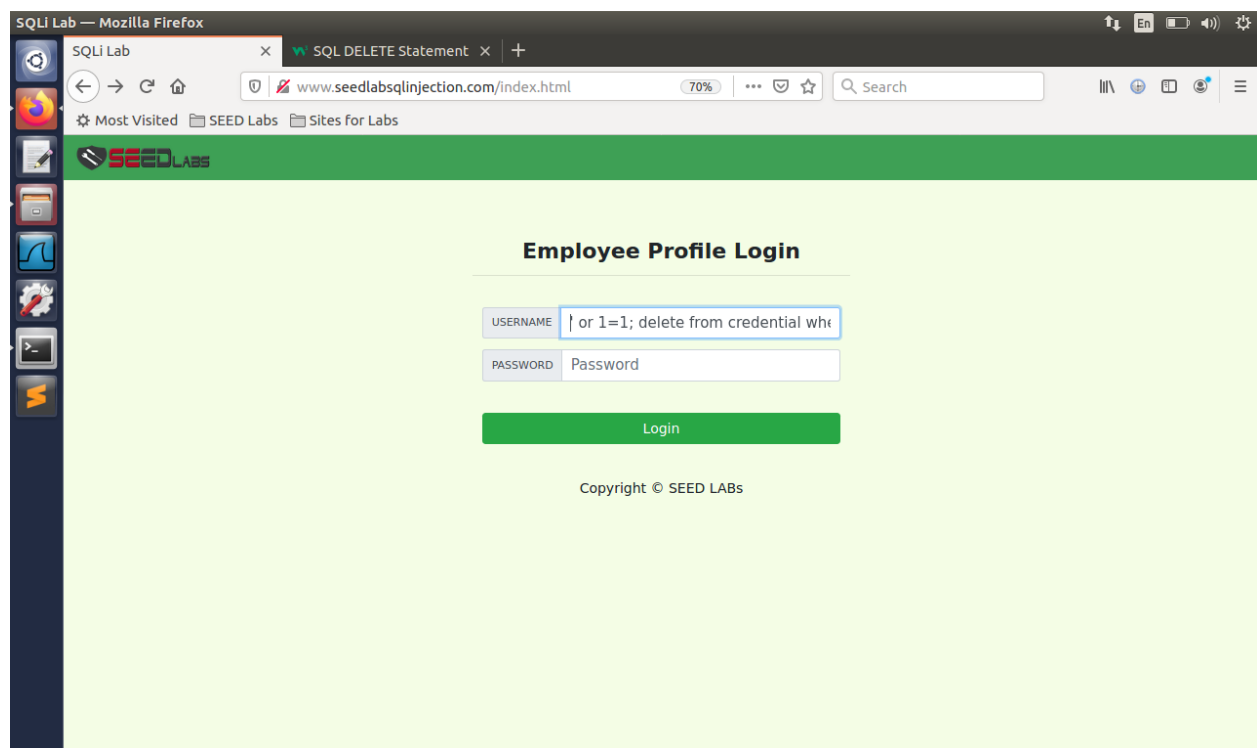 SQLi Lab — Mozilla Firefox
En
SQLi Lab
SQL DELETE Statement
www.seedlabsqlinjection.com/index.html
70%
Search
Most Visited
SEED Labs
Sites for Labs
SEEDLABS
Employee Profile Login
USERNAME
' or 1=1; delete from credential whe
PASSWORD
Password
Login
Copyright © SEED LABs